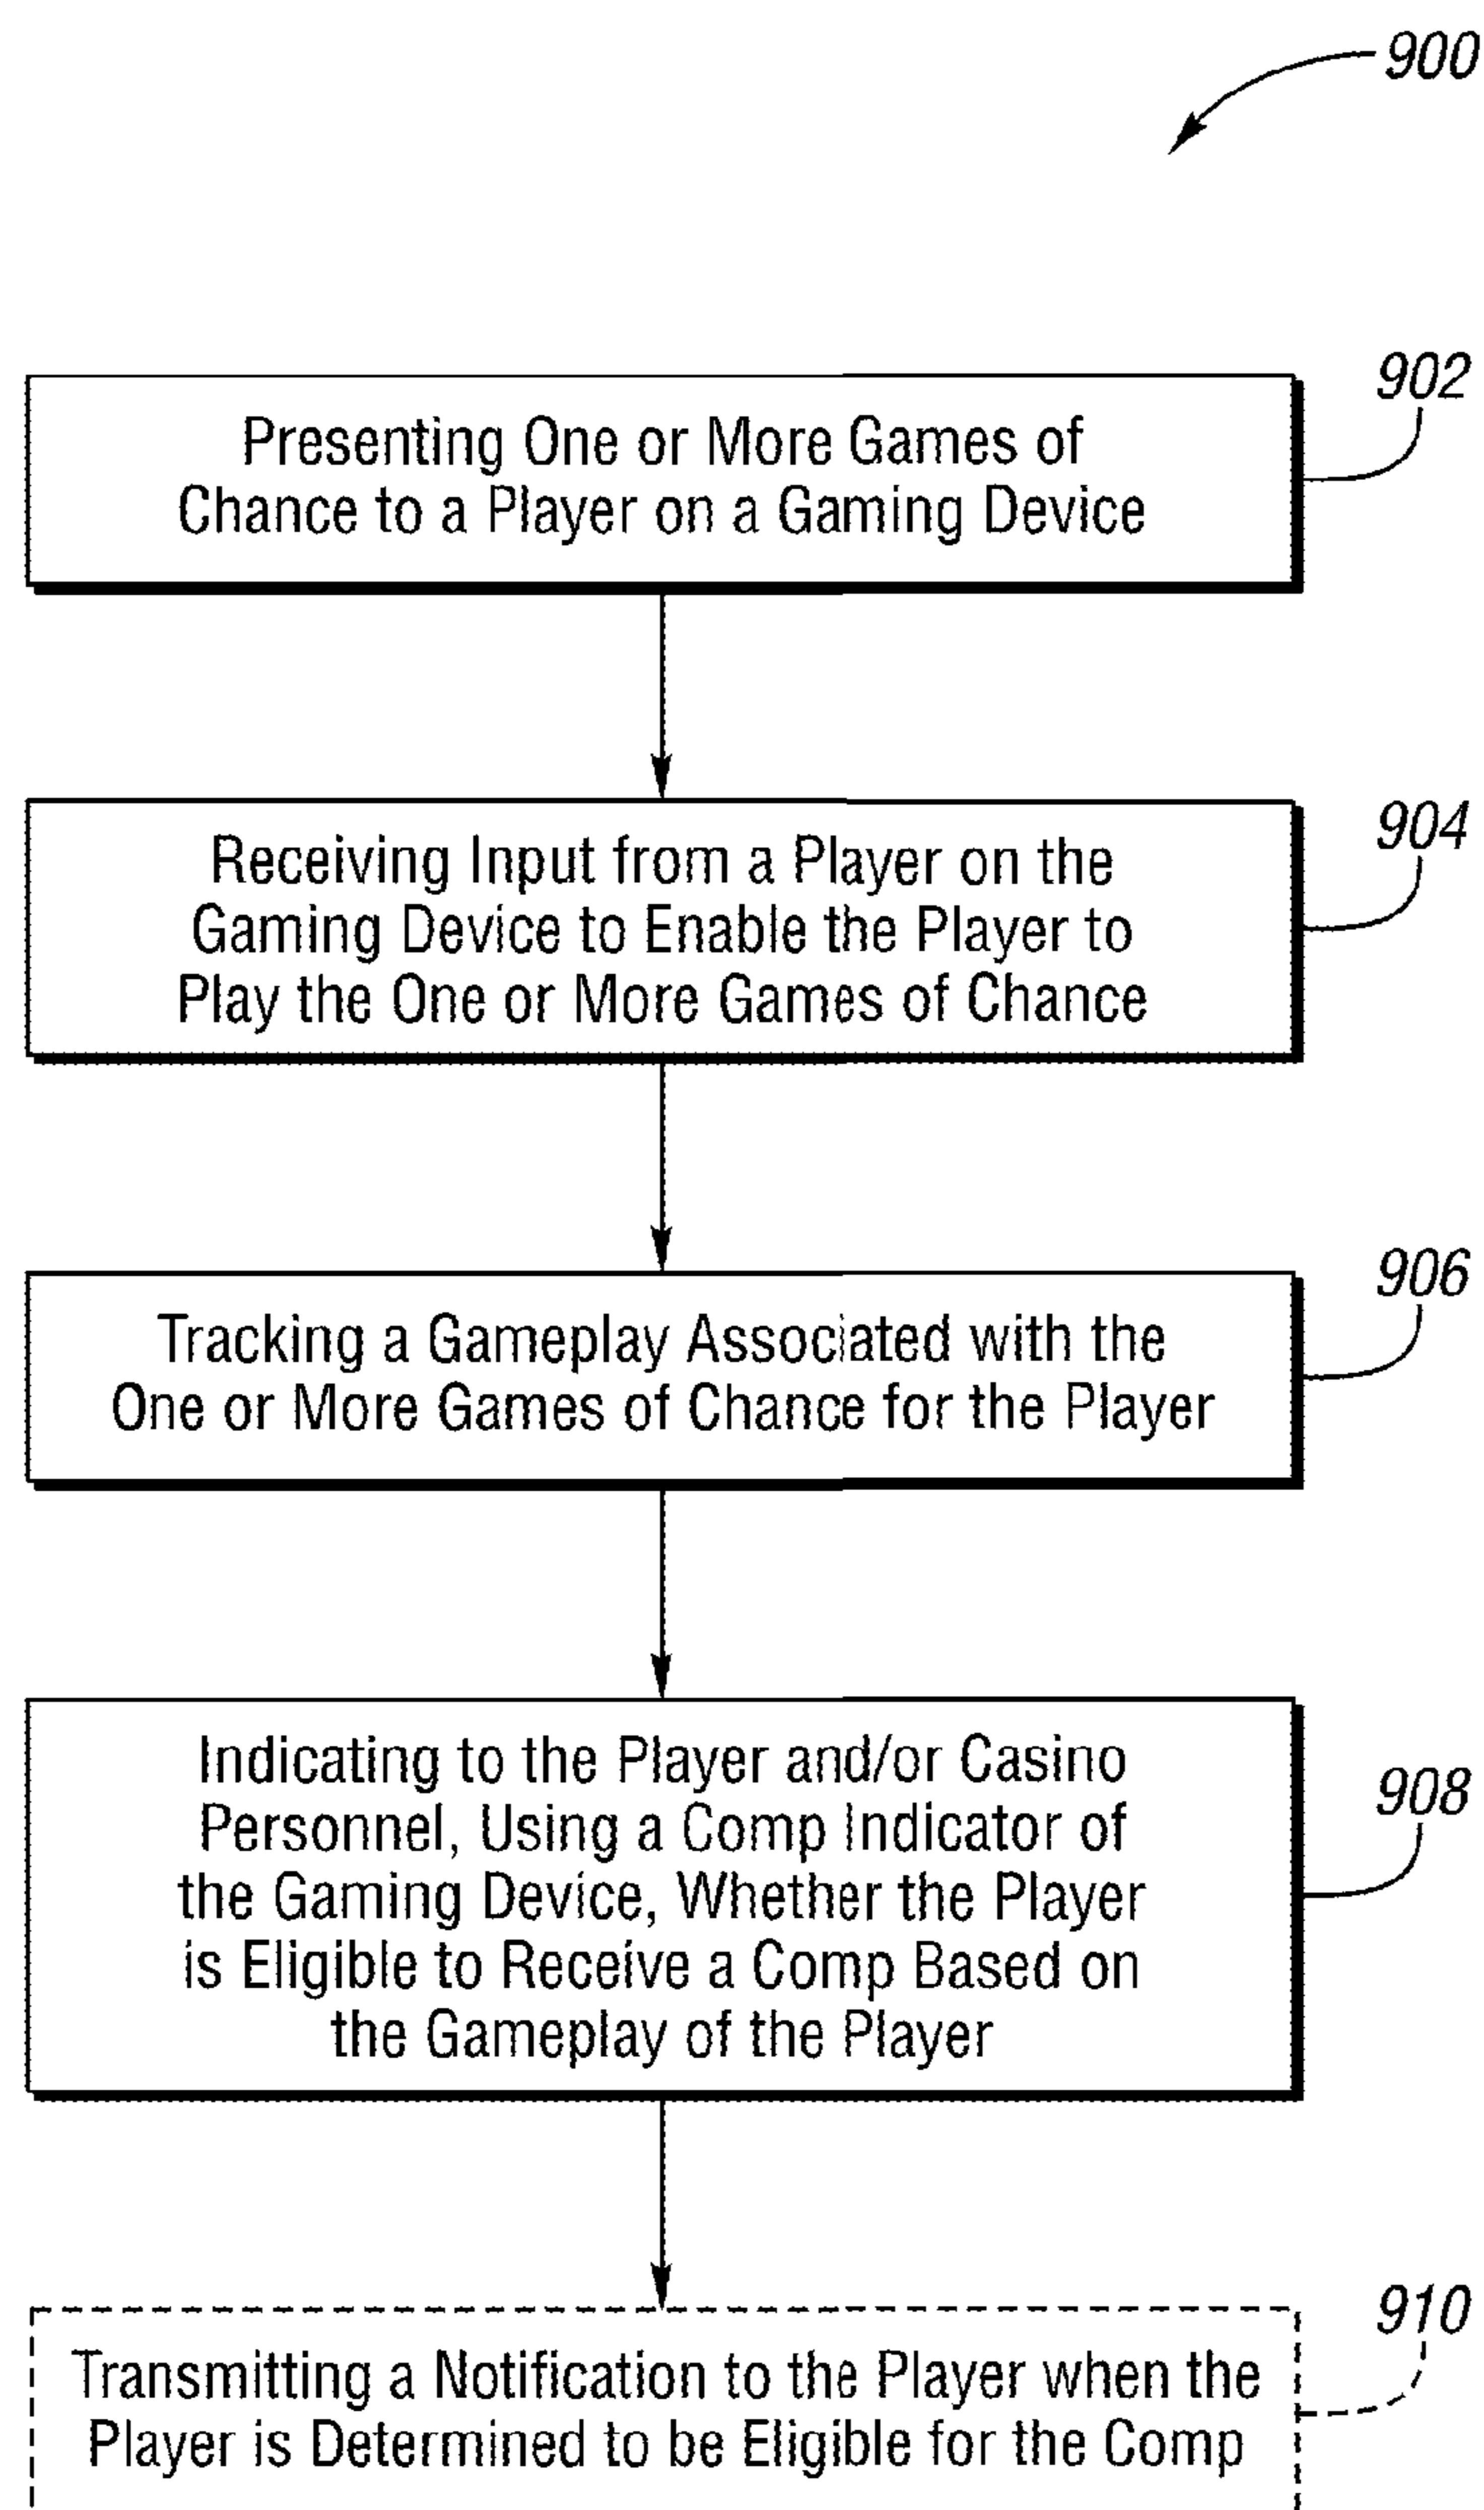 900
902
Presenting One or More Games of
Chance to a Player on a Gaming Device
904
Receiving Input from a Player on the
Gaming Device to Enable the Player to
Play the One or More Games of Chance
906
Tracking a Gameplay Associated with the
One or More Games of Chance for the Player
908
Indicating to the Player and/or Casino
Personnel, Using a Comp Indicator of
the Gaming Device, Whether the Player
is Eligible to Receive a Comp Based on
the Gameplay of the Player
910
Transmitting a Notification to the Player when the
Player is Determined to be Eligible for the Comp